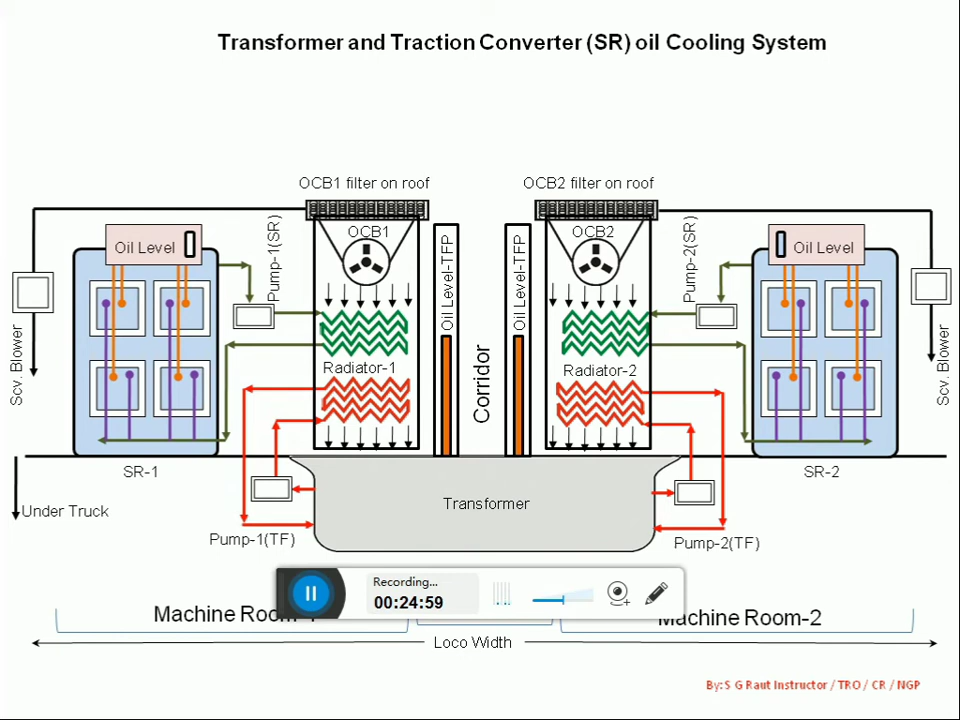 Transformer and Traction Converter (SR) oil Cooling System
OCB1 filter on roof
OCB2 filter on roof
Oil Level
Pump-1(SR)
OCB1
Oil Level-TFP
Oil Level-TFP
OCB2
Pump-2(SR)
Oil Level
Scv. Blower
Radiator-1
Corridor
Radiator-2
Scv. Blower
SR-1
SR-2
Under Truck
Transformer
Pump-1(TF)
Pump-2(TF)
Recording...
00:24:59
Machine Room-1
Machine Room-2
Loco Width
By: S G Raut Instructor / TRO / CR / NGP